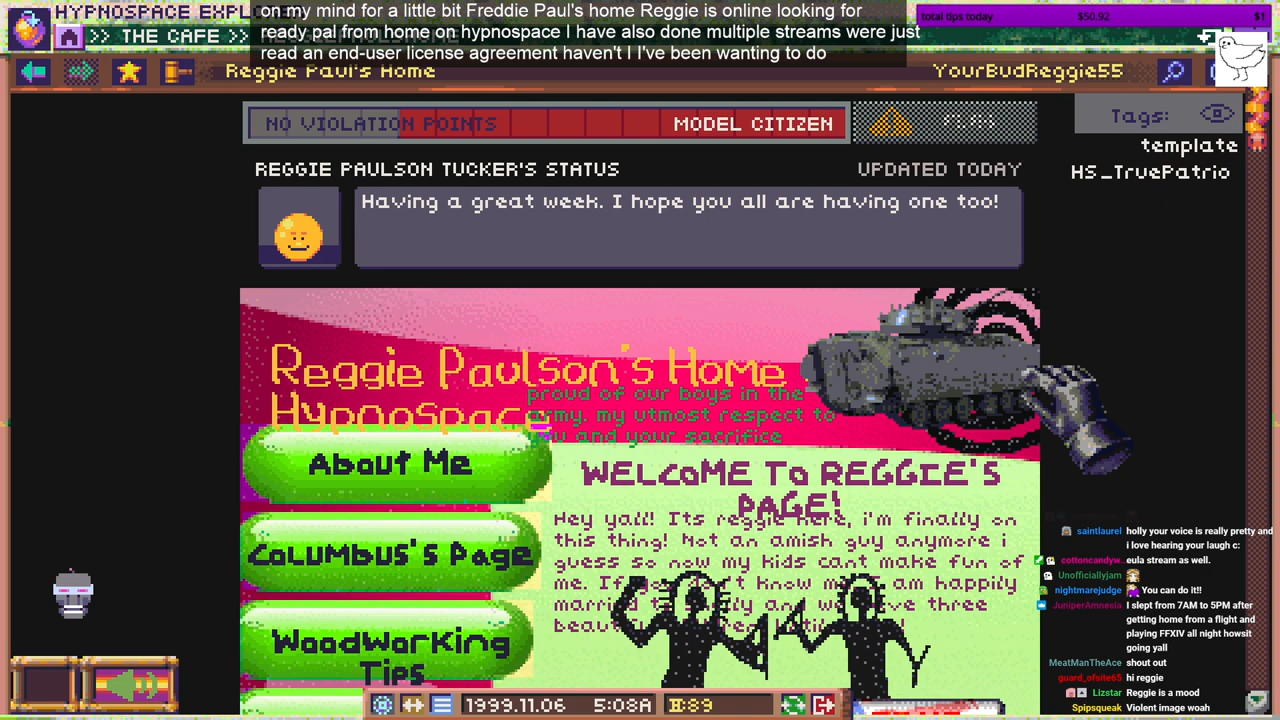 HYPNOSPACE EXPL
on my mind for a little bit Freddie Paul's home Reggie is online looking for
ready pal from home on hypnospace I have also done multiple streams were just
read an end-user license agreement haven't I I've been wanting to do
total tips today $50.92 $1
>> THE CAFE >>
Reggie Paul's Home
YourBudReggie55
NO VIOLATION POINTS
MODEL CITIZEN
Tags:
template
HS_TruePatrio
REGGIE PAULSON TUCKER'S STATUS
UPDATED TODAY
Having a great week. I hope you all are having one too!
Reggie Paulson's Home
Hypnospace
proud of our boys in the
army. my utmost respect to
you and your sacrifice
About Me
CoLUMbUS'S Page
WoodWorKing
Tips
WELCoME To REGGIE'S
PAGE!
Hey yall! Its reggie here, i'm finally on
this thing! Not an amish guy anymore i
guess so now my kids cant make fun of
me. If
know
am happily
saintlaurel holly your voice is really pretty and
i love hearing your laugh c:
cottoncandyw.. eula stream as well.
Unofficiallyjam
nightmarejudge You can do it!!
JuniperAmnesia I slept from 7AM to 5PM after
getting home from a flight and
playing FFXIV all night howsit
going yall
MeatManTheAce shout out
guard_ofsite65 hi reggie
Lizstar Reggie is a mood
Spipsqueak Violent image woah
1999.11.06 5:08A
89